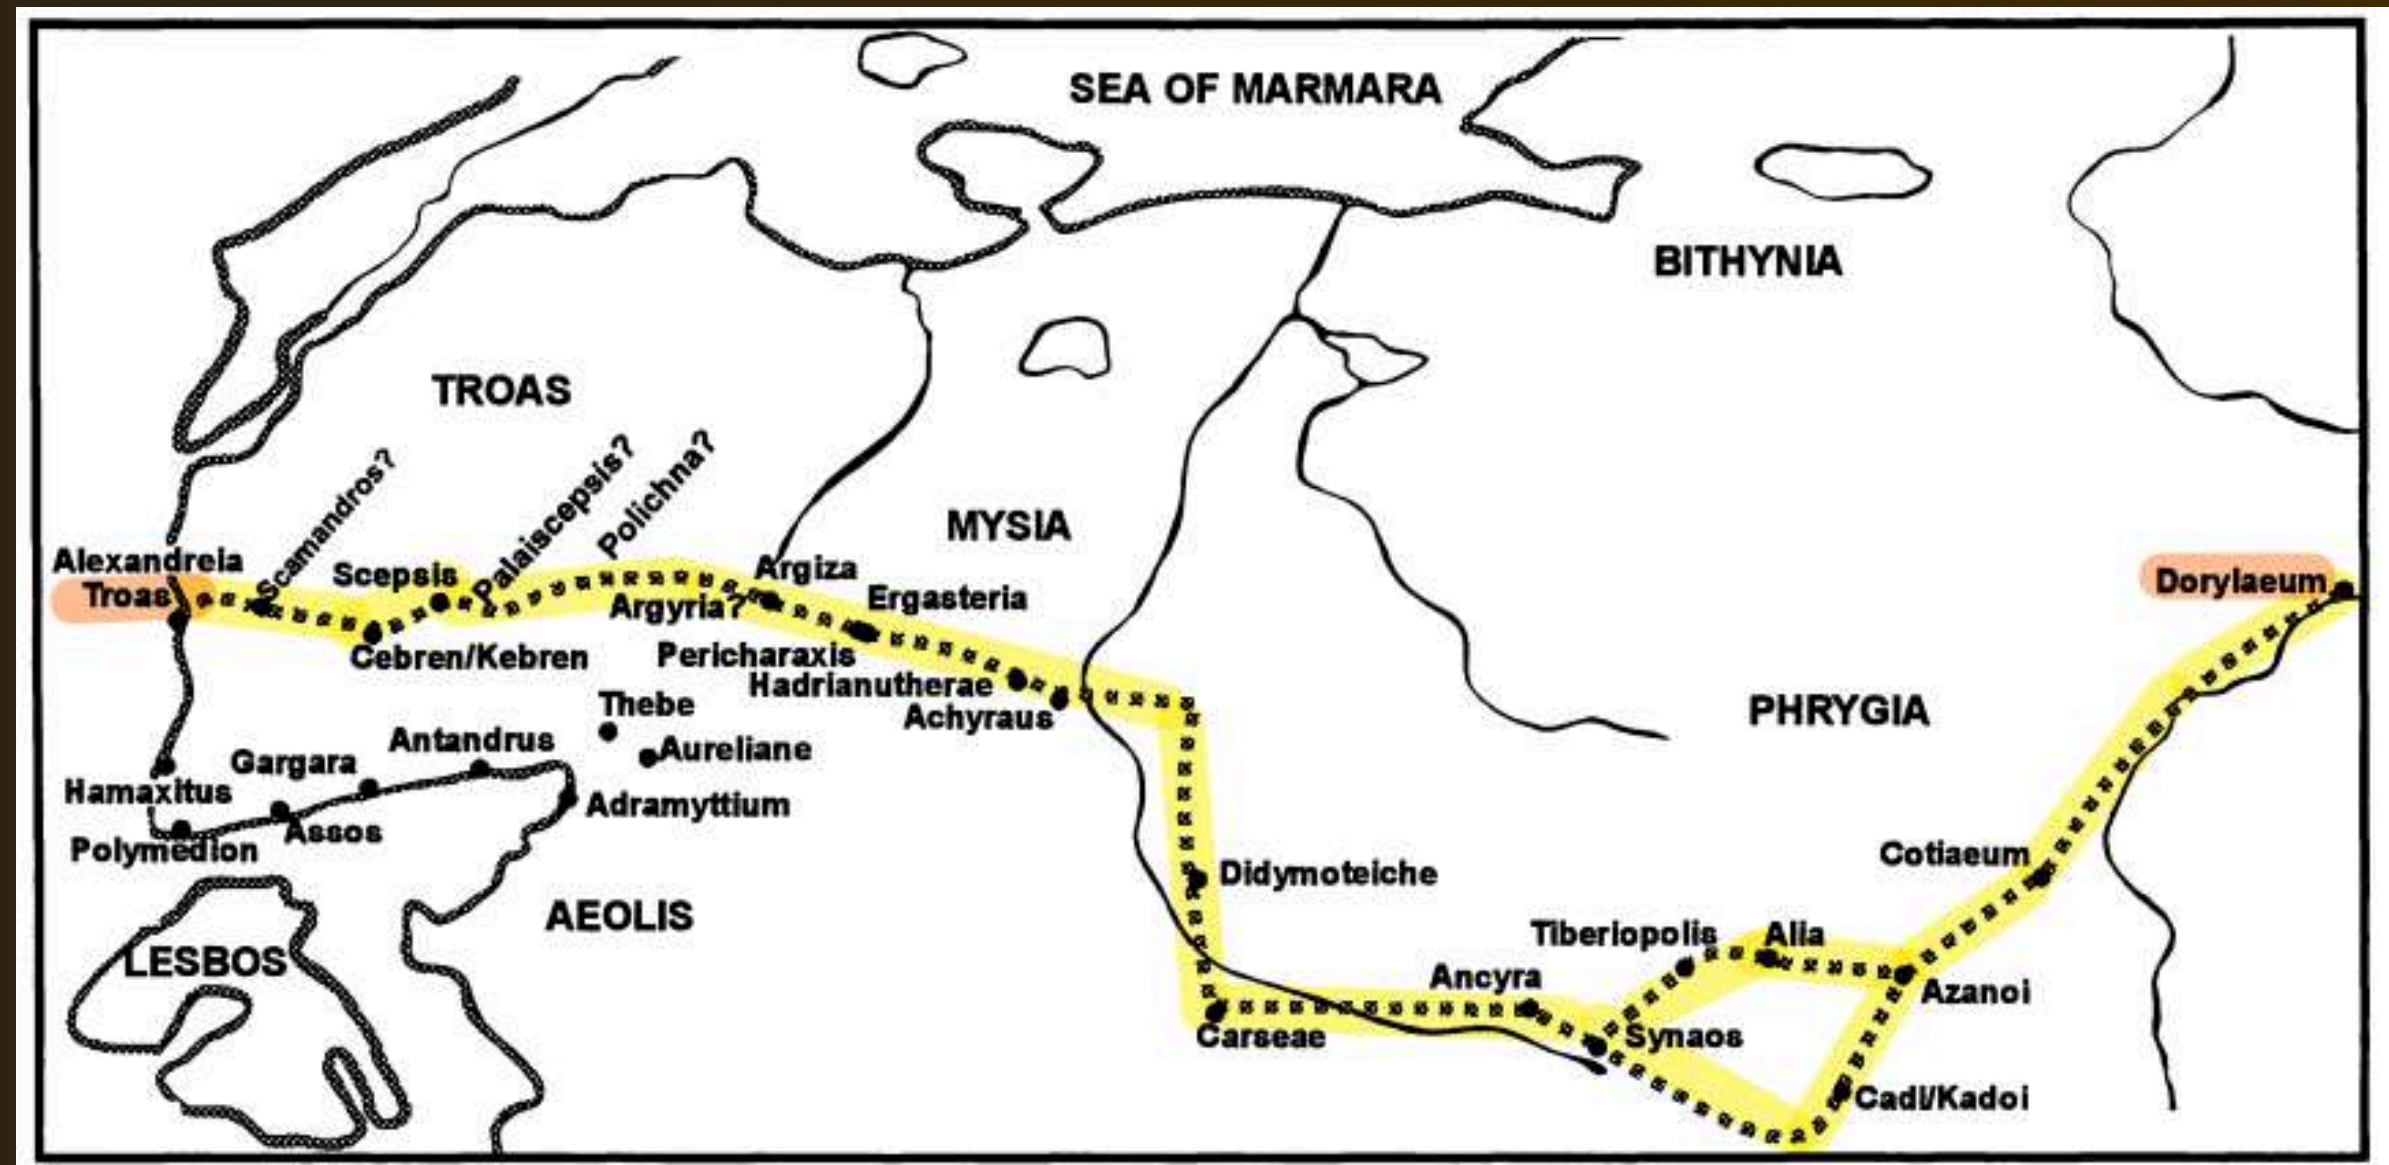 SEA OF MARMARA
BITHYNIA
TROAS
Scamandros?
Palaiscepsis?
Polichna?
MYSIA
Alexandreia
Troas
Scepsis
Argiza
Ergasteria
Argyria?
Dorylaeum
Cebren/Kebren
Pericharaxis
Hadrianutherae
Achyraus
Thebe
PHRYGIA
Antandrus
Aureliane
Gargara
Hamaxitus
Adramyttium
Assos
Polymedion
Cotiaeum
Didymoteiche
AEOLIS
Tiberiopolis
Alia
LESBOS
Ancyra
Azanoi
Carseae
Synaos
Cadi/Kadoi